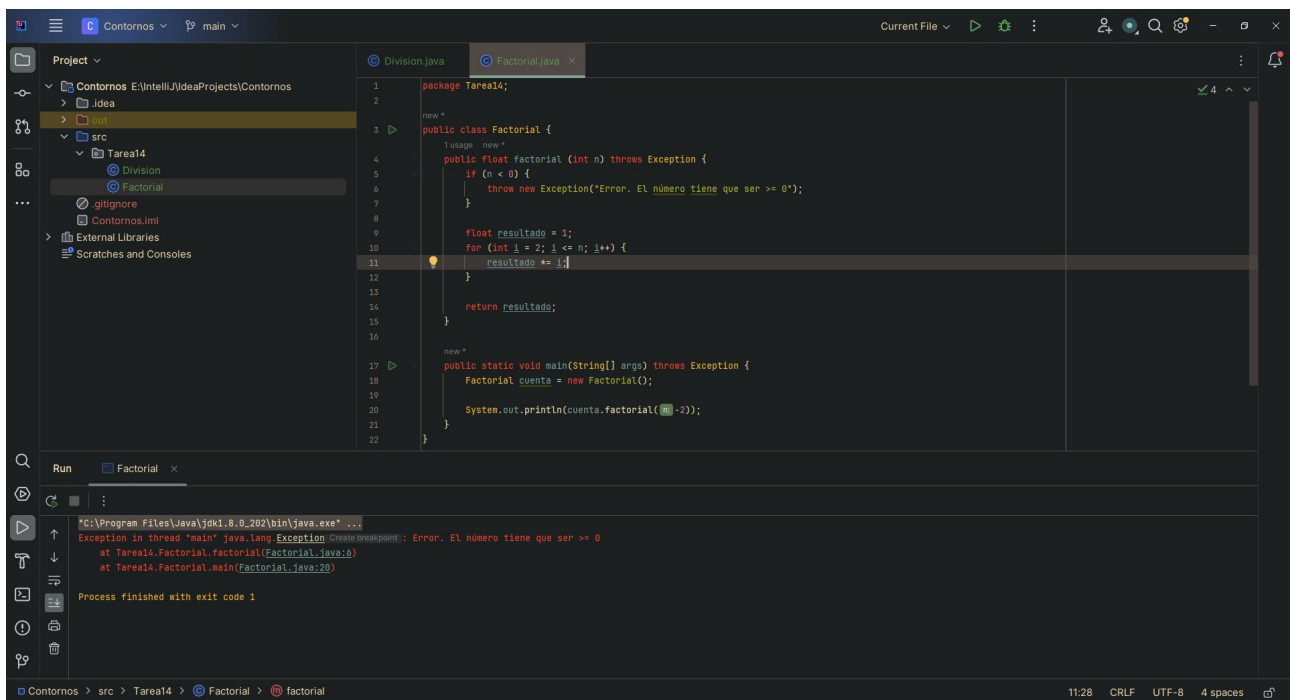 C Contornos main Current File
Project
Contornos E:\IntelliJ\IdeaProjects\Contornos
.idea
out
src
Tarea14
Division
Factorial
.gitignore
Contornos.iml
External Libraries
Scratches and Consoles
Division.java Factorial.java
4
1 package Tarea14;
2
new *
3 public class Factorial {
1 usage new *
4 public float factorial (int n) throws Exception {
5 if (n < 0) {
6 throw new Exception("Error. El número tiene que ser >= 0");
7 }
8
9 float resultado = 1;
10 for (int i = 2; i <= n; i++) {
11 resultado *= i;
12 }
13
14 return resultado;
15 }
16
new *
17 public static void main(String[] args) throws Exception {
18 Factorial cuenta = new Factorial();
19
20 System.out.println(cuenta.factorial( n: -2));
21 }
22 }
Run Factorial
"C:\Program Files\Java\jdk1.8.0_202\bin\java.exe" ...
Exception in thread "main" java.lang.Exception Create breakpoint : Error. El número tiene que ser >= 0
at Tarea14.Factorial.factorial(Factorial.java:6)
at Tarea14.Factorial.main(Factorial.java:20)
Process finished with exit code 1
Contornos > src > Tarea14 > Factorial > factorial 11:28 CRLF UTF-8 4 spaces